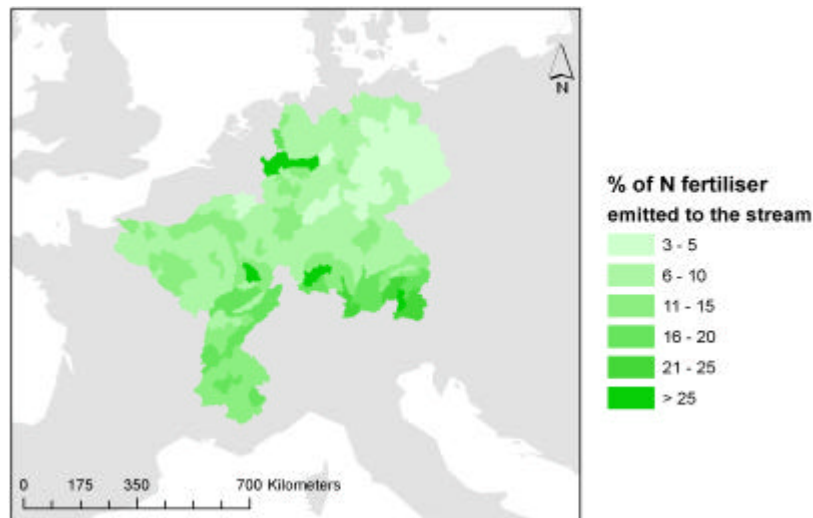 N
% of N fertiliser
emitted to the stream
3 - 5
6 - 10
11 - 15
16 - 20
21 - 25
> 25
0 175 350 700 Kilometers